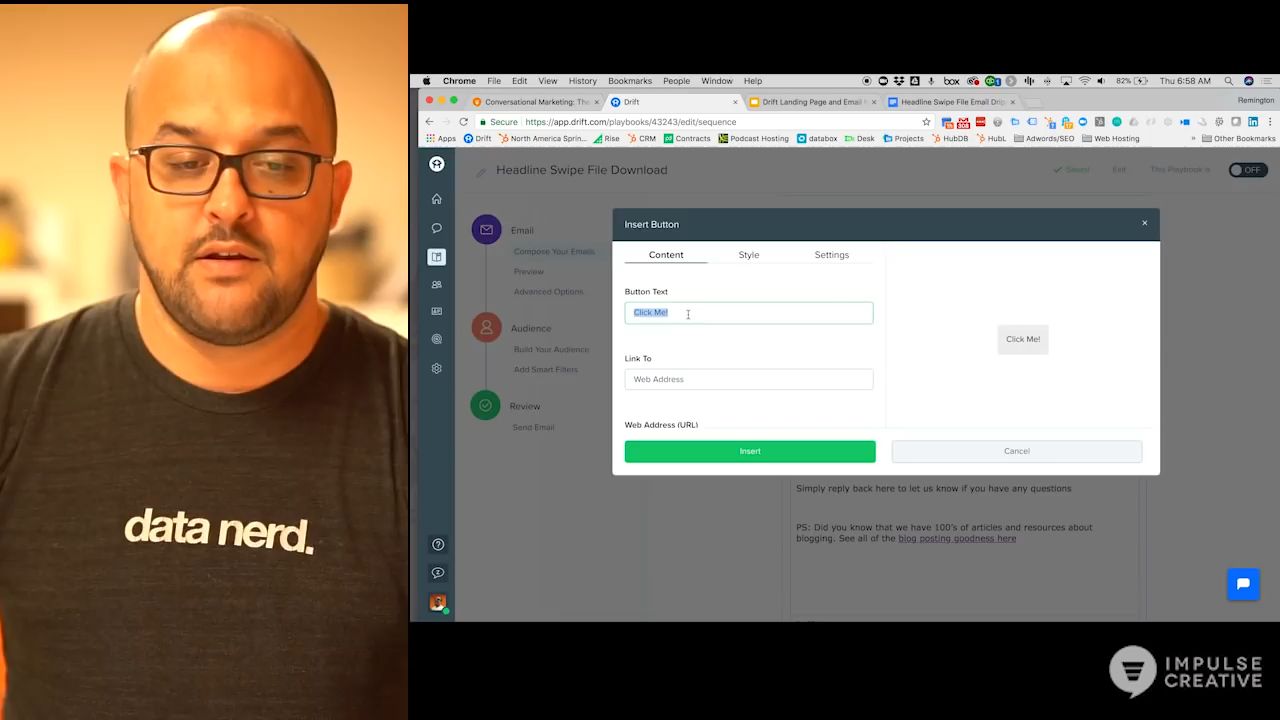 data nerd.
Chrome File Edit View History Bookmarks People Window Help
box 82% Thu 6:58 AM
Conversational Marketing: The × Drift × Drift Landing Page and Email × Headline Swipe File Email Drip × Remington
Secure https://app.drift.com/playbooks/43243/edit/sequence
Apps Drift North America Sprin... Rise CRM Contracts Podcast Hosting databox Desk Projects HubDB HubL Adwords/SEO Web Hosting » Other Bookmarks
Headline Swipe File Download
Saved Exit This Playbook is OFF
Email
Compose Your Emails
Preview
Advanced Options
Audience
Build Your Audience
Add Smart Filters
Review
Send Email
Insert Button ×
Content Style Settings
Button Text
Click Me!
Link To
Web Address
Web Address (URL)
Click Me!
Insert Cancel
Simply reply back here to let us know if you have any questions
PS: Did you know that we have 100's of articles and resources about
blogging. See all of the blog posting goodness here
IMPULSE
CREATIVE